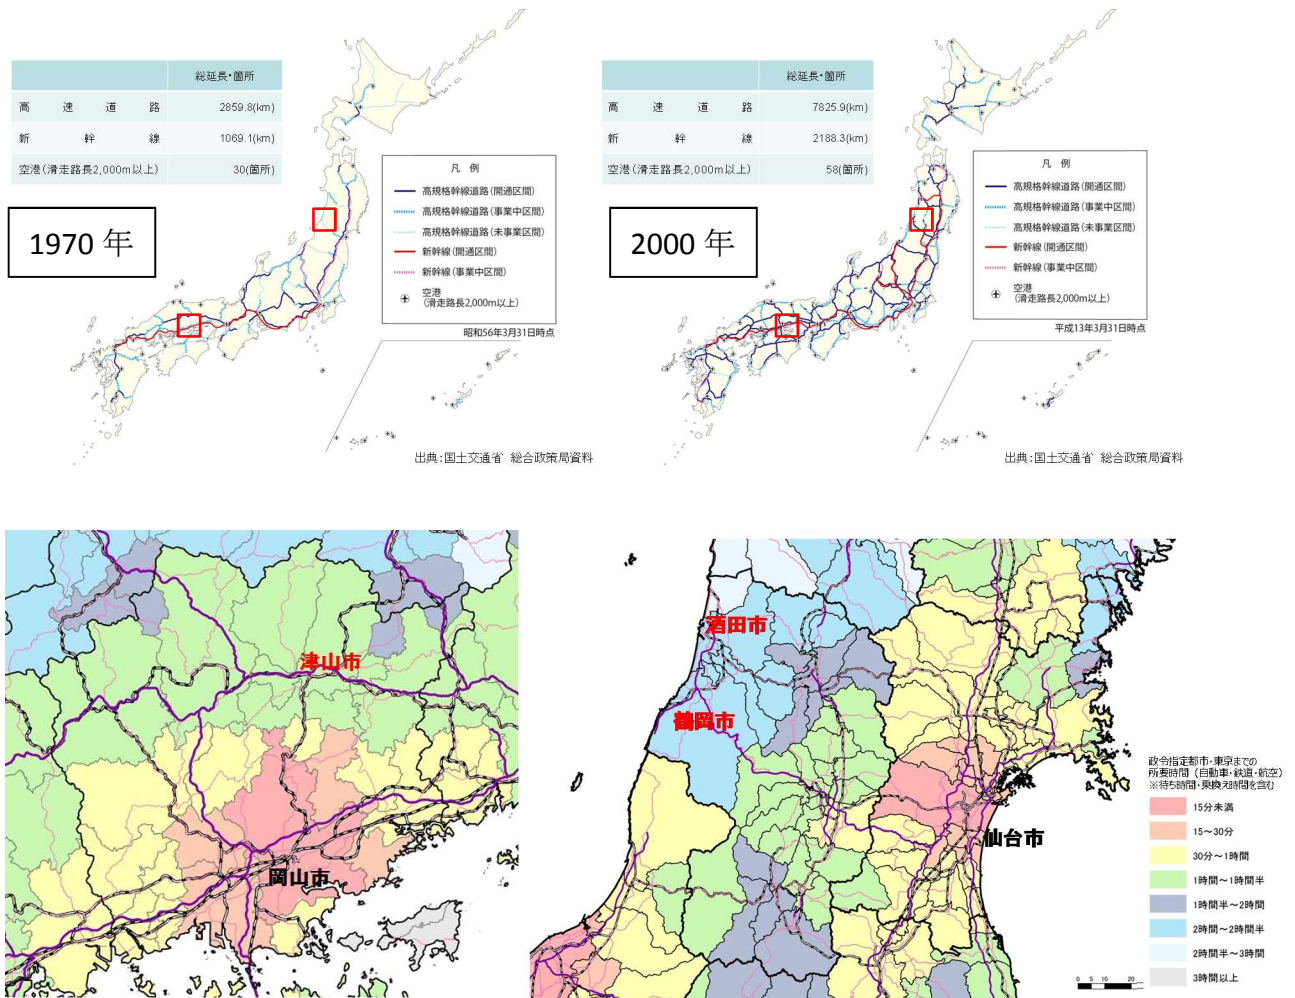 総延長・箇所
高速道路 2859.8(km)
新幹線 1069.1(km)
空港(滑走路長2,000m以上) 30(箇所)
1970 年
凡 例
高規格幹線道路(開通区間)
高規格幹線道路(事業中区間)
高規格幹線道路(未事業区間)
新幹線(開通区間)
新幹線(事業中区間)
空港
(滑走路長2,000m以上)
昭和56年3月31日時点
出典:国土交通省 総合政策局資料
総延長・箇所
高速道路 7825.9(km)
新幹線 2188.3(km)
空港(滑走路長2,000m以上) 58(箇所)
2000 年
凡 例
高規格幹線道路(開通区間)
高規格幹線道路(事業中区間)
高規格幹線道路(未事業区間)
新幹線(開通区間)
新幹線(事業中区間)
空港
(滑走路長2,000m以上)
平成13年3月31日時点
出典:国土交通省 総合政策局資料
津山市
岡山市
酒田市
鶴岡市
仙台市
政令指定都市・東京までの
所要時間(自動車・鉄道・航空)
※待ち時間・乗換え時間を含む
15分未満
15~30分
30分~1時間
1時間~1時間半
1時間半~2時間
2時間~2時間半
2時間半~3時間
3時間以上
0 5 10 20